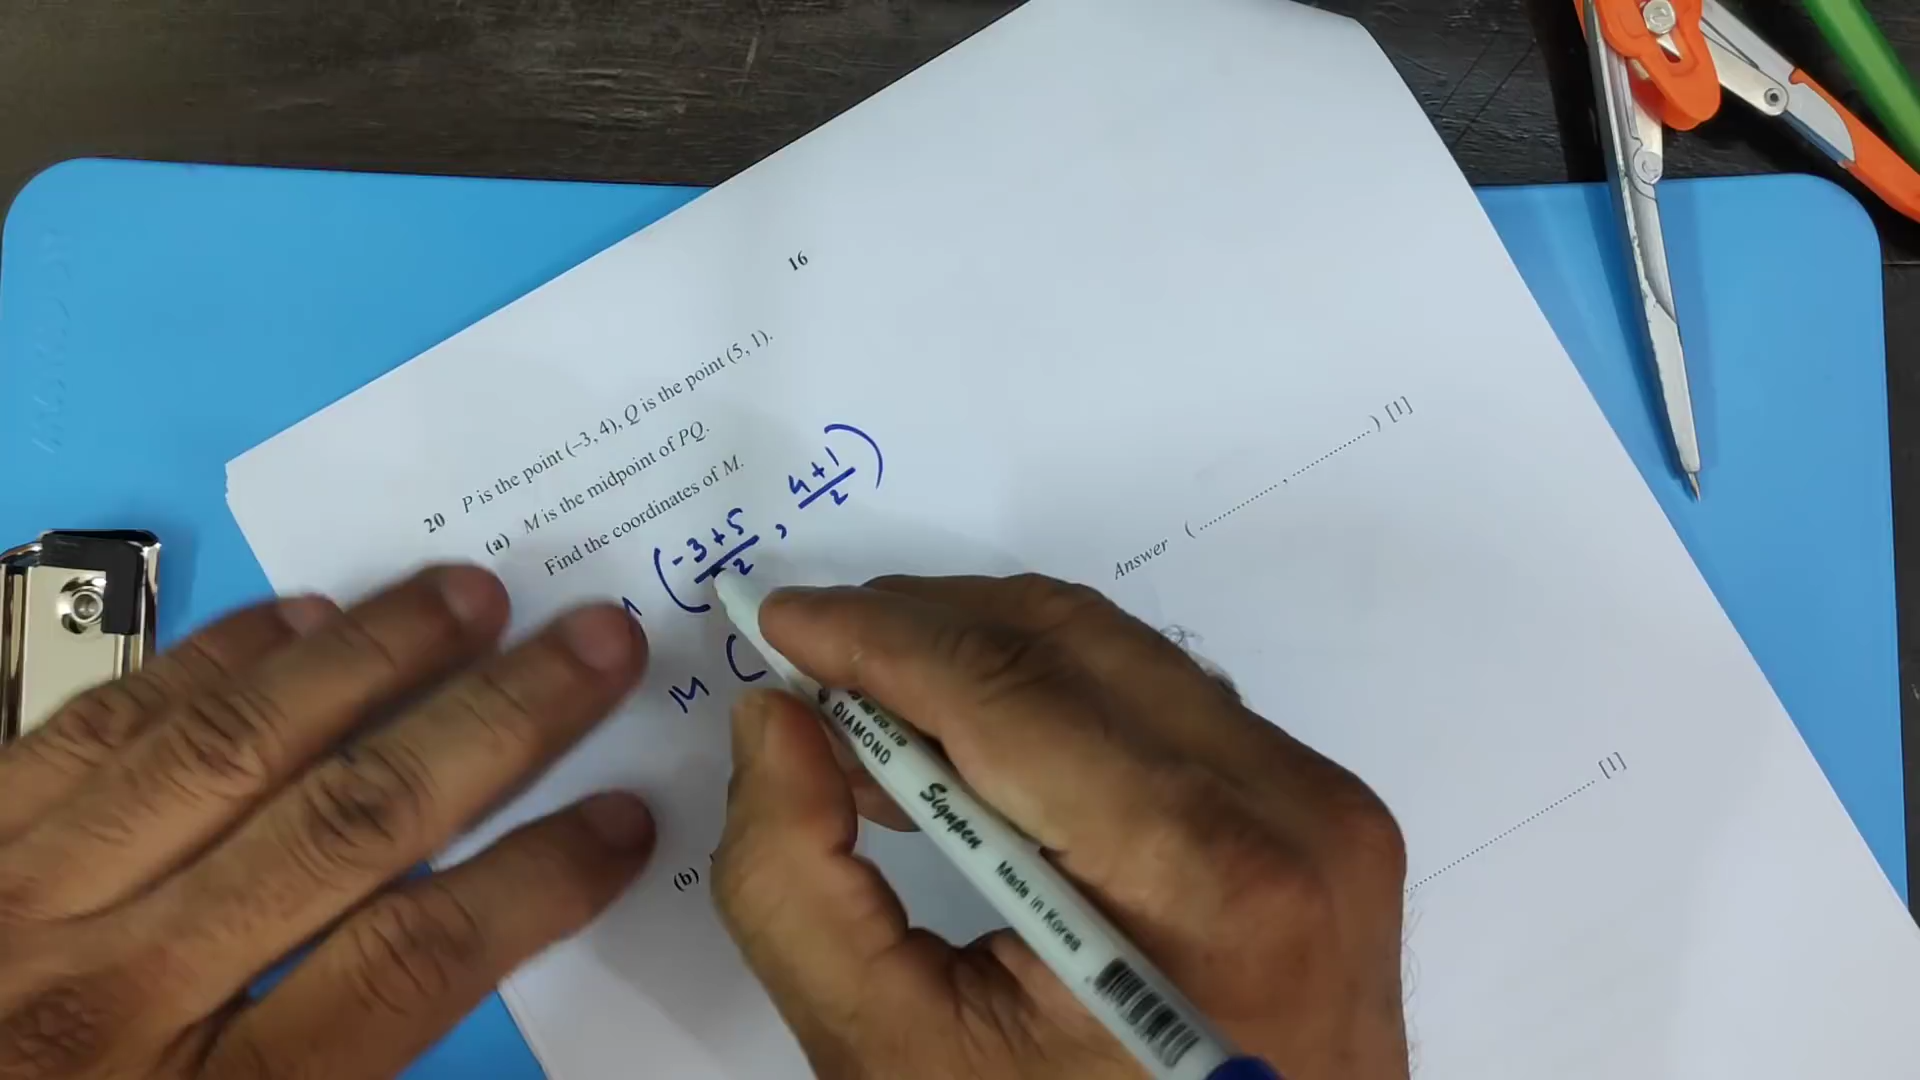 16
20 P is the point (–3, 4), Q is the point (5, 1).
(a) M is the midpoint of PQ.
Find the coordinates of M.
( -3+5 / 2 , 4+1 / 2 )
M (
Answer ( .................... , .................... ) [1]
(b)
.................... [1]
DIAMOND
Signpen
Made in Korea